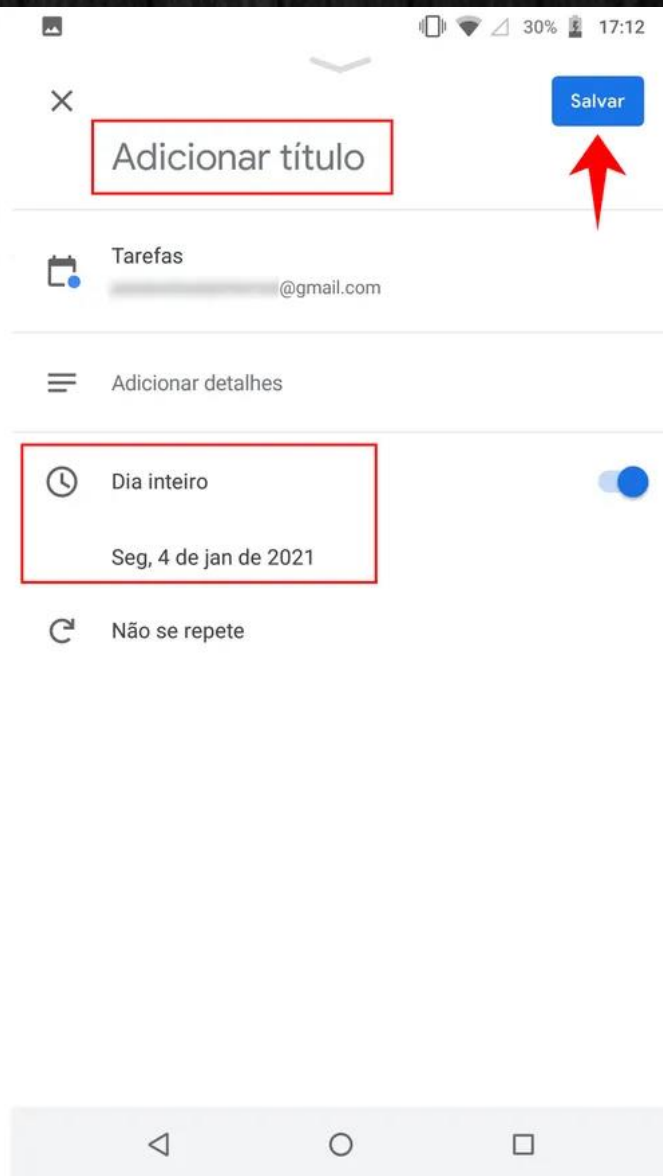 30% 17:12
Salvar
Adicionar título
Tarefas
@gmail.com
Adicionar detalhes
Dia inteiro
Seg, 4 de jan de 2021
Não se repete